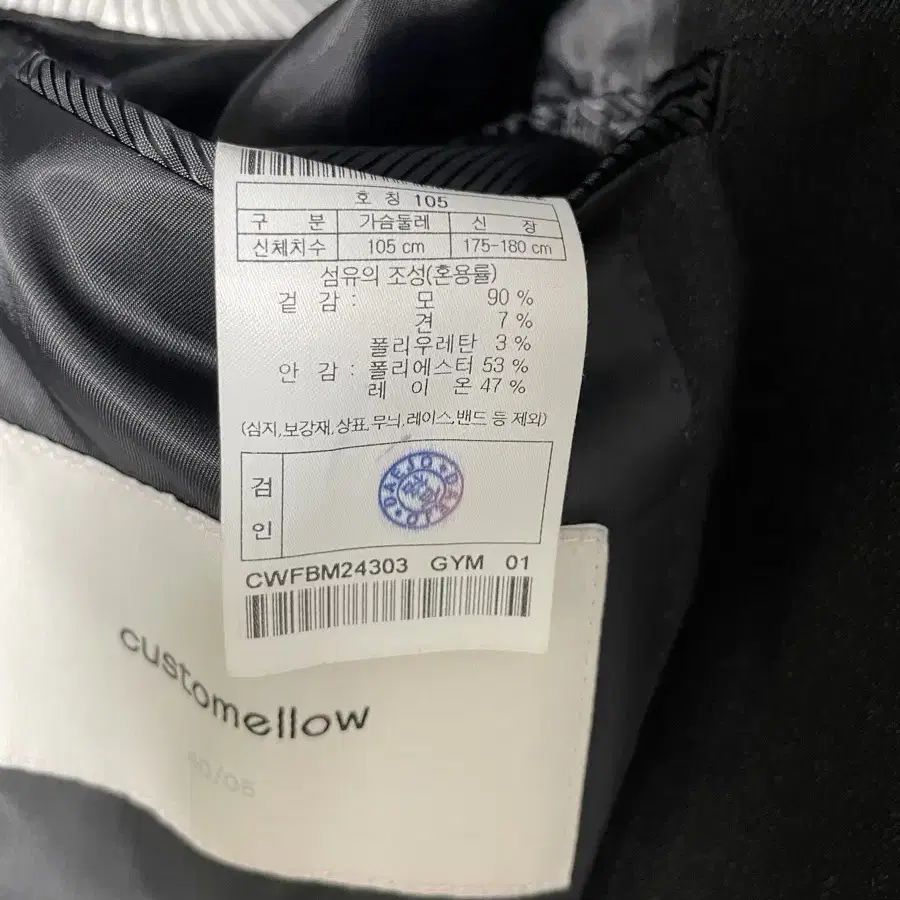 호 칭 105
구 분 가슴둘레 신 장
신체치수 105 cm 175-180 cm
섬유의 조성(혼용률)
겉 감 : 모 90 %
견 7 %
폴리우레탄 3 %
안 감 : 폴리에스터 53 %
레 이 온 47 %
(심지,보강재,상표,무늬,레이스,밴드 등 제외)
검
인
DAEJO
CWFBM24303 GYM 01
customellow